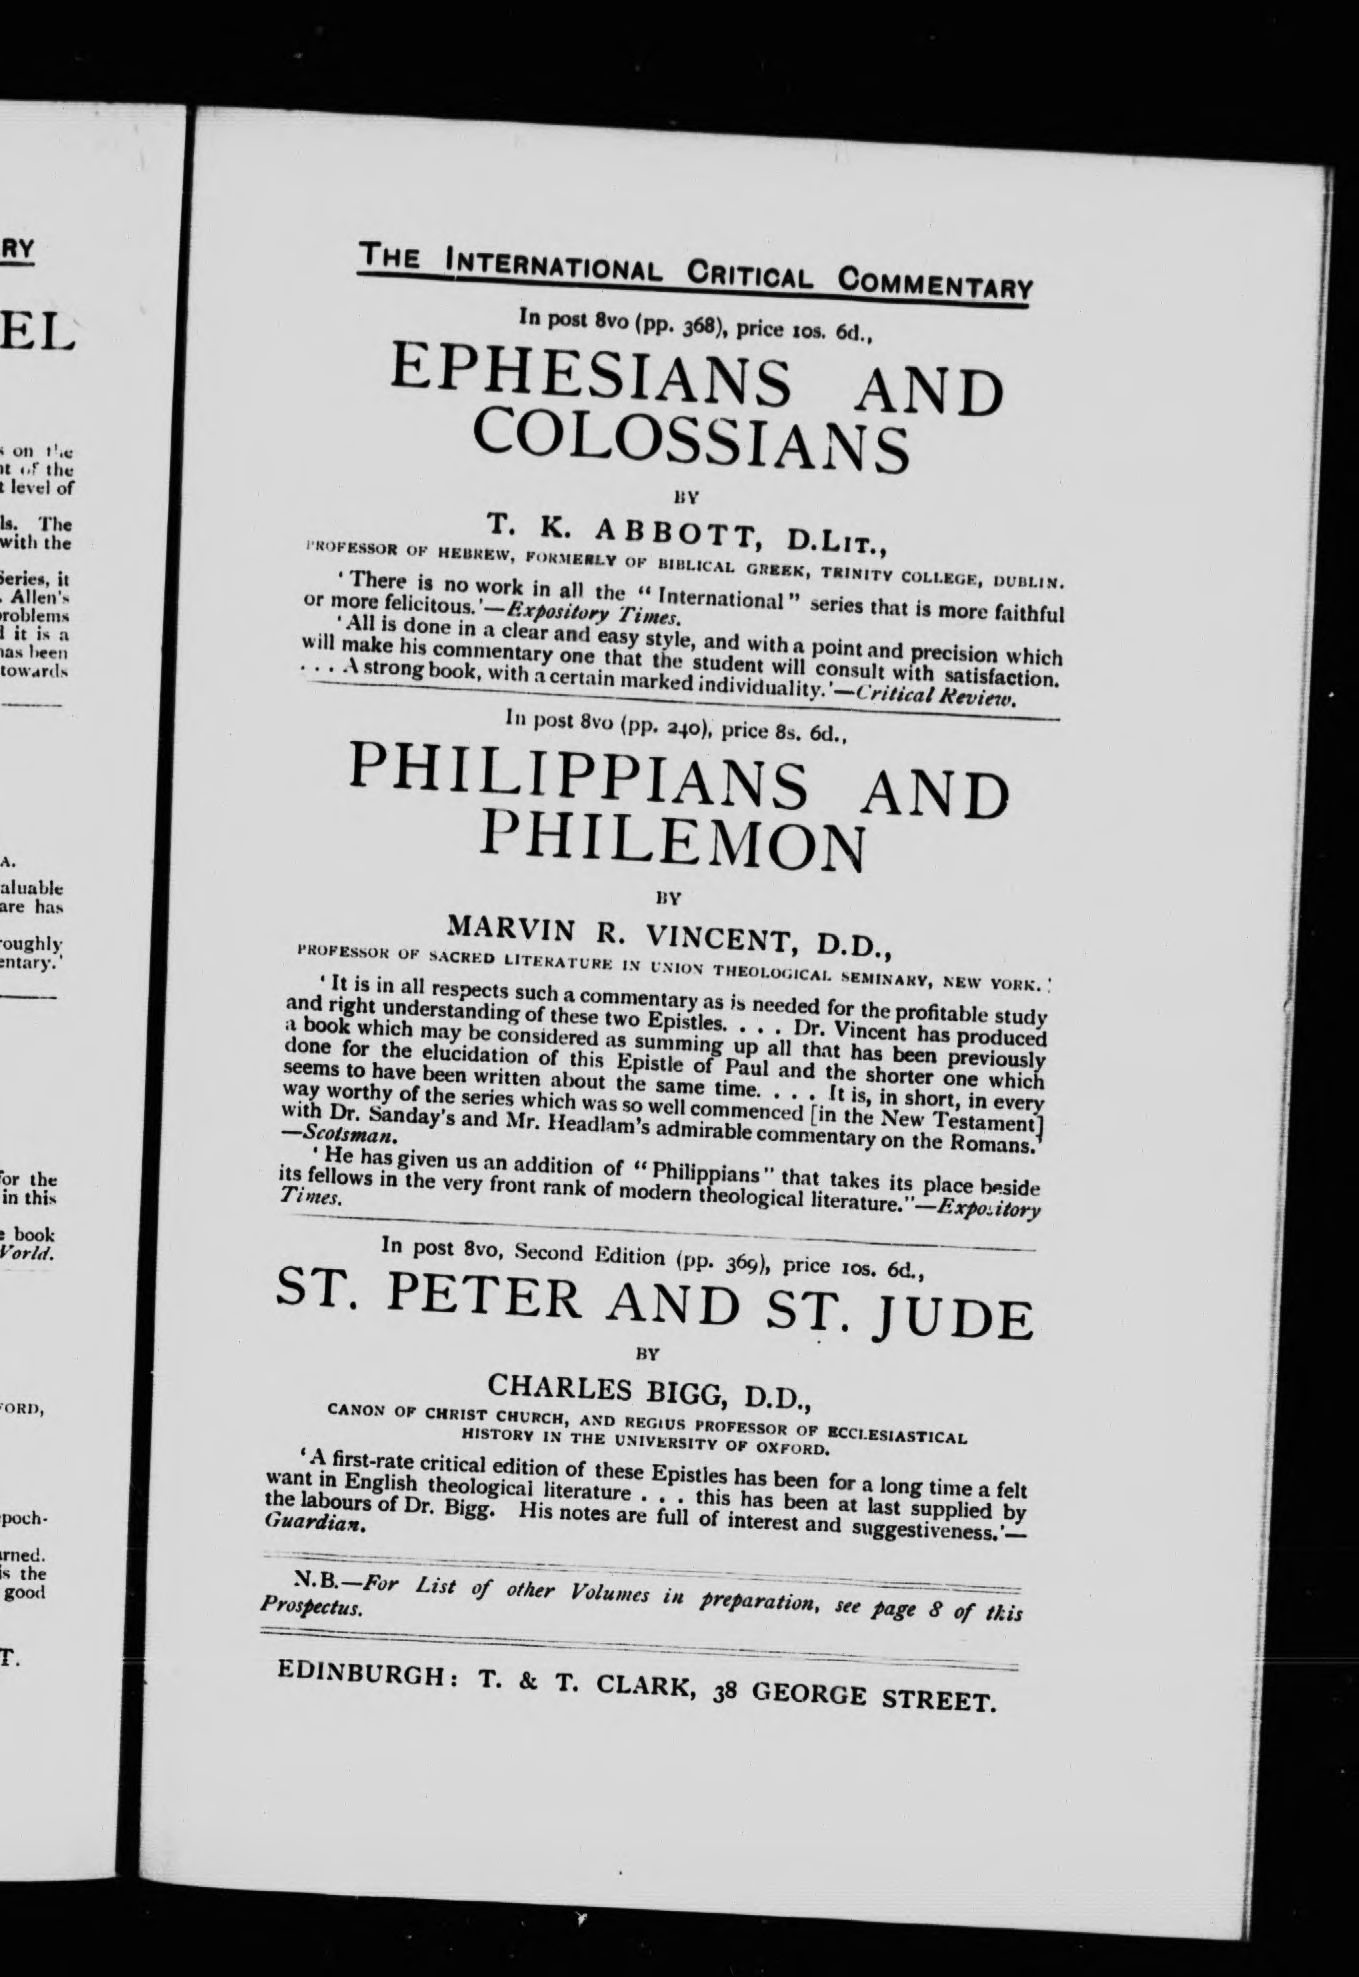 RY
EL
s on the
nt of the
t level of
ls. The
with the
Series, it
. Allen's
problems
d it is a
has been
towards
A.
aluable
are has
roughly
entary.'
for the
in this
e book
World.
FORD,
poch-
arned.
is the
good
T.
THE INTERNATIONAL CRITICAL COMMENTARY
In post 8vo (pp. 368), price 10s. 6d.,
EPHESIANS AND
COLOSSIANS
BY
T. K. ABBOTT, D.LIT.,
PROFESSOR OF HEBREW, FORMERLY OF BIBLICAL GREEK, TRINITY COLLEGE, DUBLIN.
'There is no work in all the "International" series that is more faithful
or more felicitous.'—Expository Times.
'All is done in a clear and easy style, and with a point and precision which
will make his commentary one that the student will consult with satisfaction.
. . . A strong book, with a certain marked individuality.'—Critical Review.
In post 8vo (pp. 240), price 8s. 6d.,
PHILIPPIANS AND
PHILEMON
BY
MARVIN R. VINCENT, D.D.,
PROFESSOR OF SACRED LITERATURE IN UNION THEOLOGICAL SEMINARY, NEW YORK.
'It is in all respects such a commentary as is needed for the profitable study
and right understanding of these two Epistles. . . . Dr. Vincent has produced
a book which may be considered as summing up all that has been previously
done for the elucidation of this Epistle of Paul and the shorter one which
seems to have been written about the same time. . . . It is, in short, in every
way worthy of the series which was so well commenced [in the New Testament]
with Dr. Sanday's and Mr. Headlam's admirable commentary on the Romans.'
—Scotsman.
'He has given us an addition of "Philippians" that takes its place beside
its fellows in the very front rank of modern theological literature."—Expository
Times.
In post 8vo, Second Edition (pp. 369), price 10s. 6d.,
ST. PETER AND ST. JUDE
BY
CHARLES BIGG, D.D.,
CANON OF CHRIST CHURCH, AND REGIUS PROFESSOR OF ECCLESIASTICAL
HISTORY IN THE UNIVERSITY OF OXFORD.
'A first-rate critical edition of these Epistles has been for a long time a felt
want in English theological literature . . . this has been at last supplied by
the labours of Dr. Bigg. His notes are full of interest and suggestiveness.'—
Guardian.
N.B.—For List of other Volumes in preparation, see page 8 of this
Prospectus.
EDINBURGH: T. & T. CLARK, 38 GEORGE STREET.